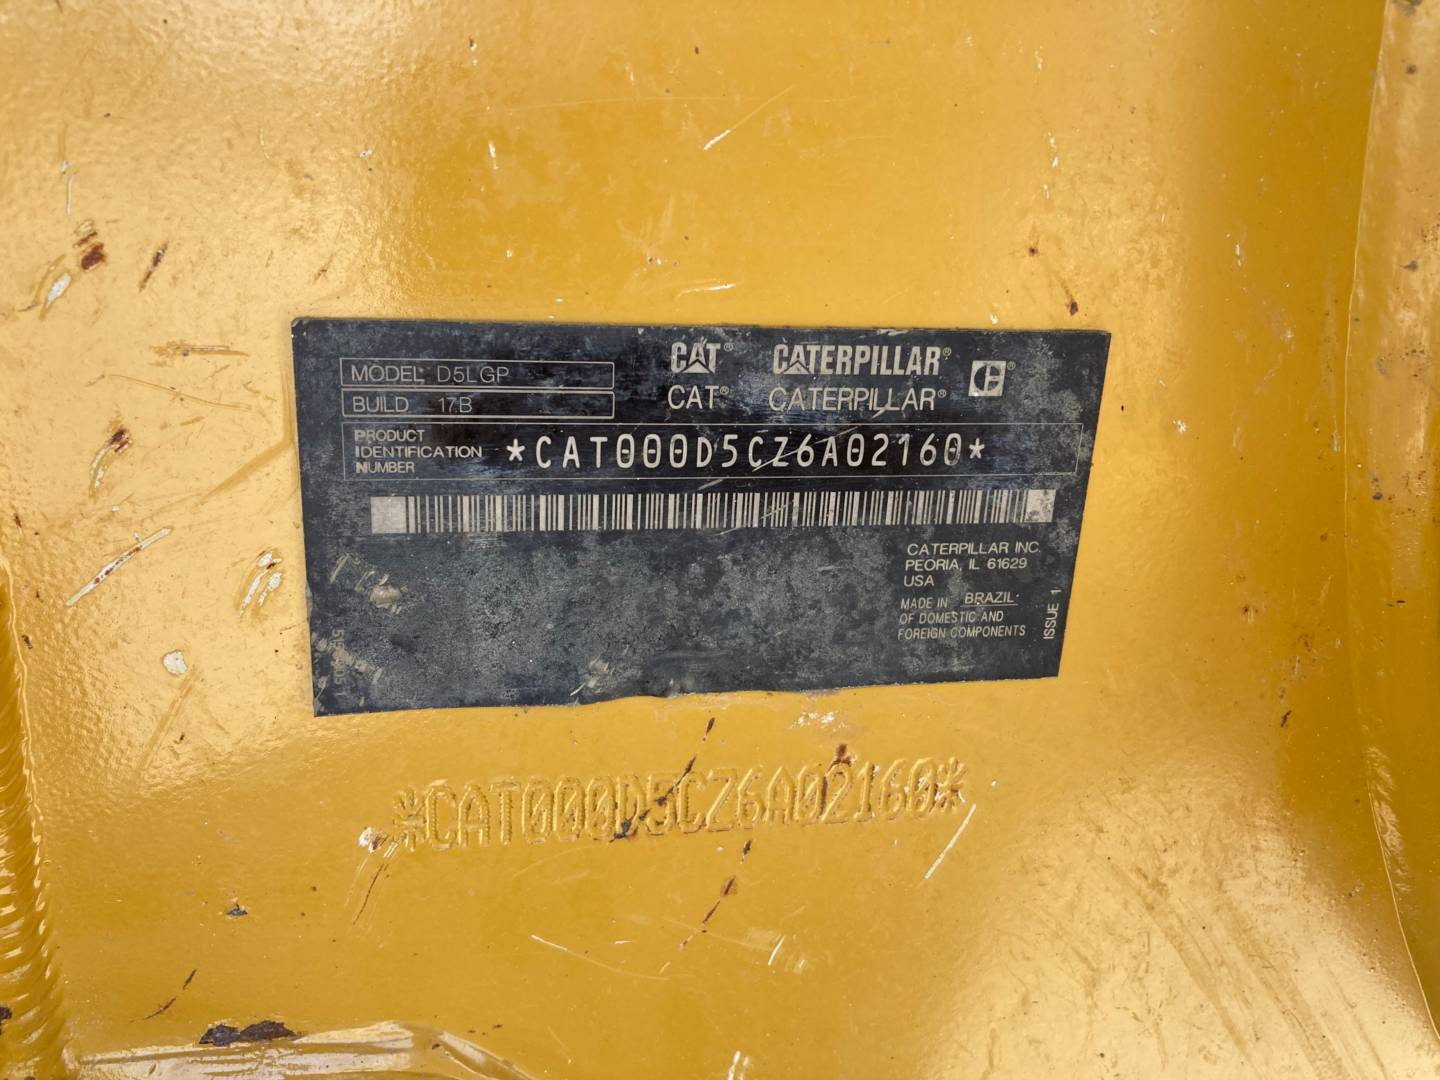 MODEL D5LGP
BUILD 17B
CAT® CATERPILLAR®
CAT® CATERPILLAR®
PRODUCT
IDENTIFICATION
NUMBER
*CAT000D5CZ6A02160*
CATERPILLAR INC.
PEORIA, IL 61629
USA
MADE IN BRAZIL
OF DOMESTIC AND
FOREIGN COMPONENTS
ISSUE 1
*CAT000D5CZ6A02160*